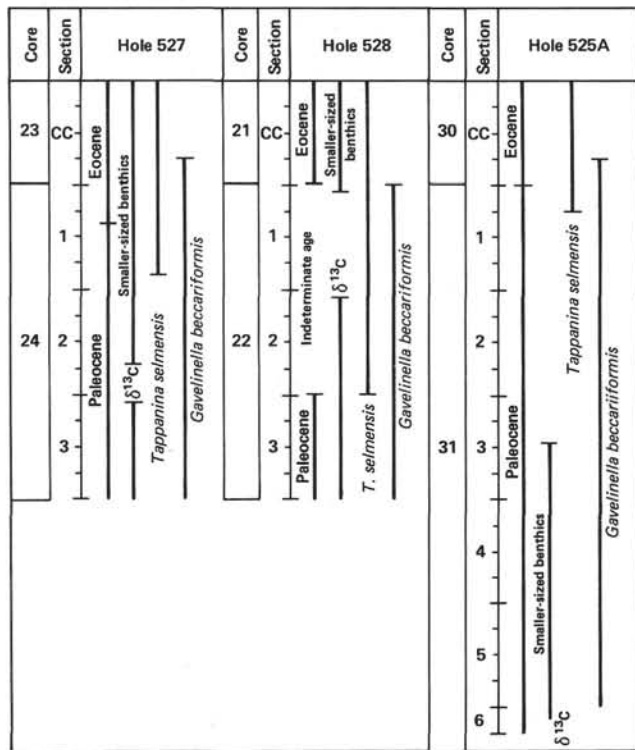 Core
Section
Hole 527
Core
Section
Hole 528
Core
Section
Hole 525A
23
24
1
2
3
Eocene
Paleocene
Smaller-sized benthics
δ¹³C
Tappanina selmensis
Gavelinella beccariformis
21
22
CC
1
2
3
Eocene
Indeterminate age
Paleocene
Smaller-sized
benthics
δ¹³C
T. selmensis
Gavelinella beccariformis
30
31
CC
1
2
3
4
5
6
Eocene
Paleocene
Smaller-sized benthics
δ¹³C
Tappanina selmensis
Gavelinella beccariiformis
CC